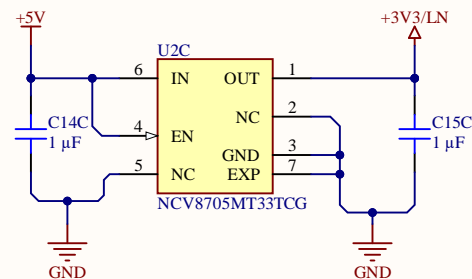 +5V
+3V3/LN
U2C
6 IN OUT 1
C14C
1 µF
4 EN
NC 2
C15C
1 µF
GND 3
5 NC EXP 7
NCV8705MT33TCG
GND
GND